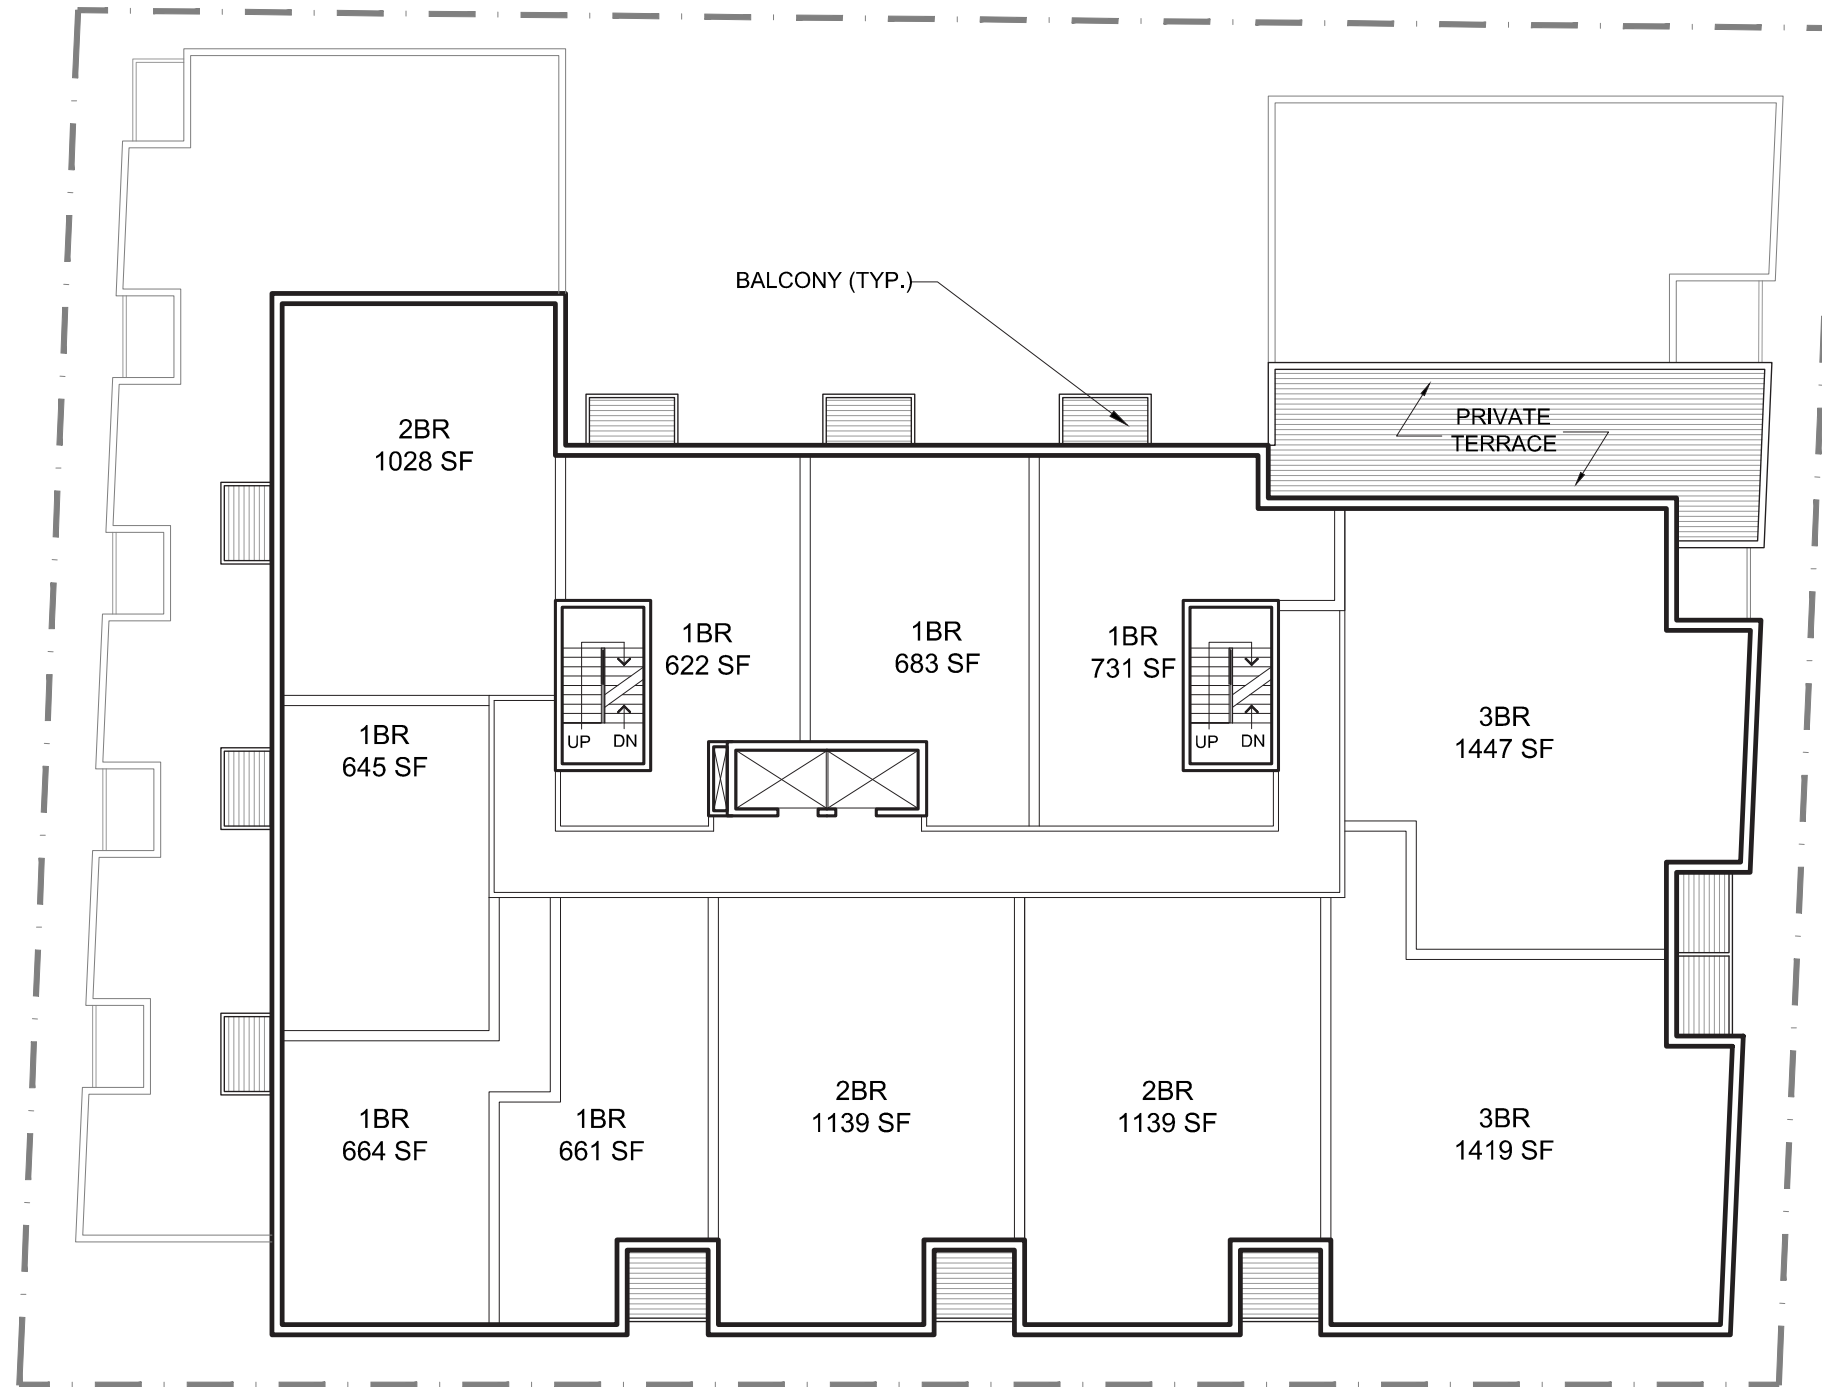 BALCONY (TYP.)
PRIVATE
TERRACE
2BR
1028 SF
1BR
622 SF
1BR
683 SF
1BR
731 SF
UP DN
UP DN
3BR
1447 SF
1BR
645 SF
2BR
1139 SF
2BR
1139 SF
1BR
664 SF
1BR
661 SF
3BR
1419 SF